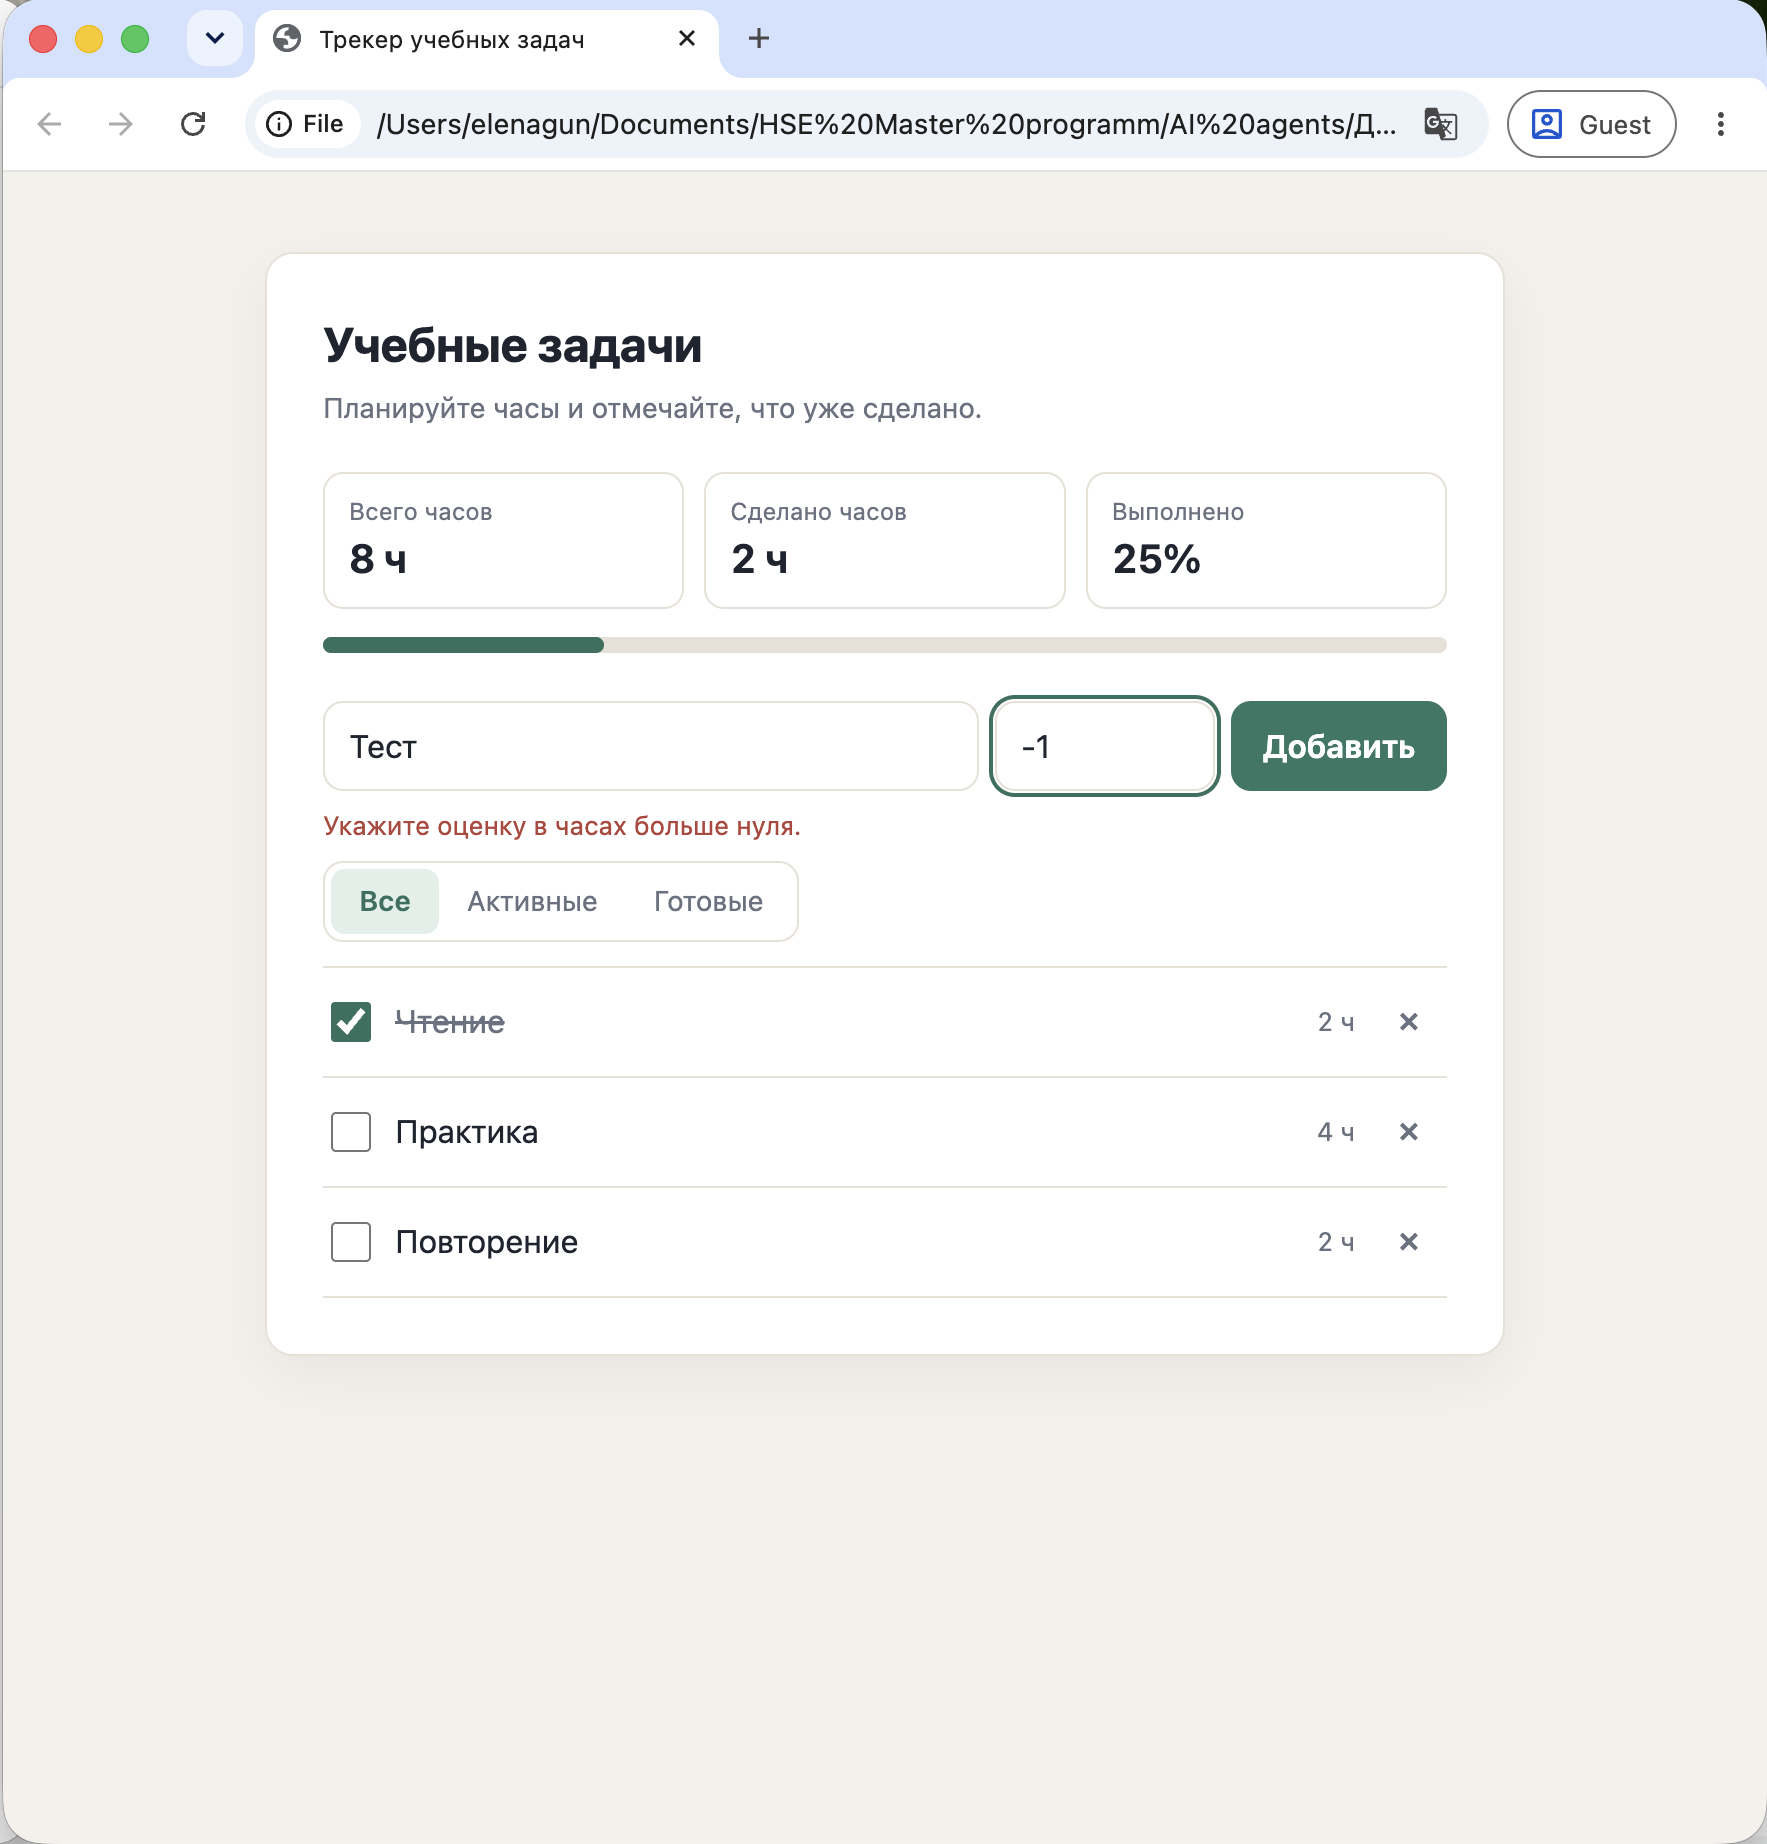 Трекер учебных задач
File
/Users/elenagun/Documents/HSE%20Master%20programm/AI%20agents/Д...
Guest
Учебные задачи
Планируйте часы и отмечайте, что уже сделано.
Всего часов
8 ч
Сделано часов
2 ч
Выполнено
25%
Тест
-1
Добавить
Укажите оценку в часах больше нуля.
Все
Активные
Готовые
Чтение
2 ч
Практика
4 ч
Повторение
2 ч